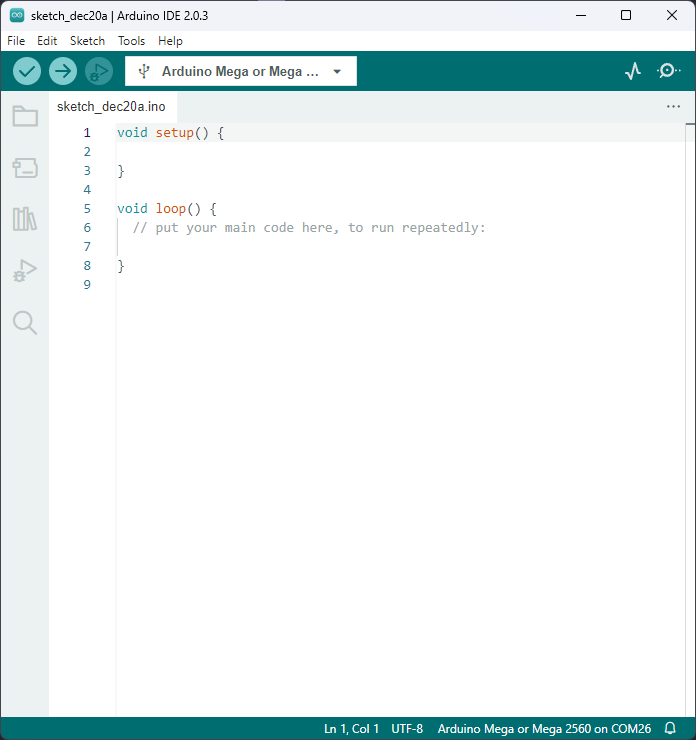 sketch_dec20a | Arduino IDE 2.0.3
File Edit Sketch Tools Help
Arduino Mega or Mega ...
sketch_dec20a.ino
1 void setup() {
2
3 }
4
5 void loop() {
6 // put your main code here, to run repeatedly:
7
8 }
9
Ln 1, Col 1 UTF-8 Arduino Mega or Mega 2560 on COM26